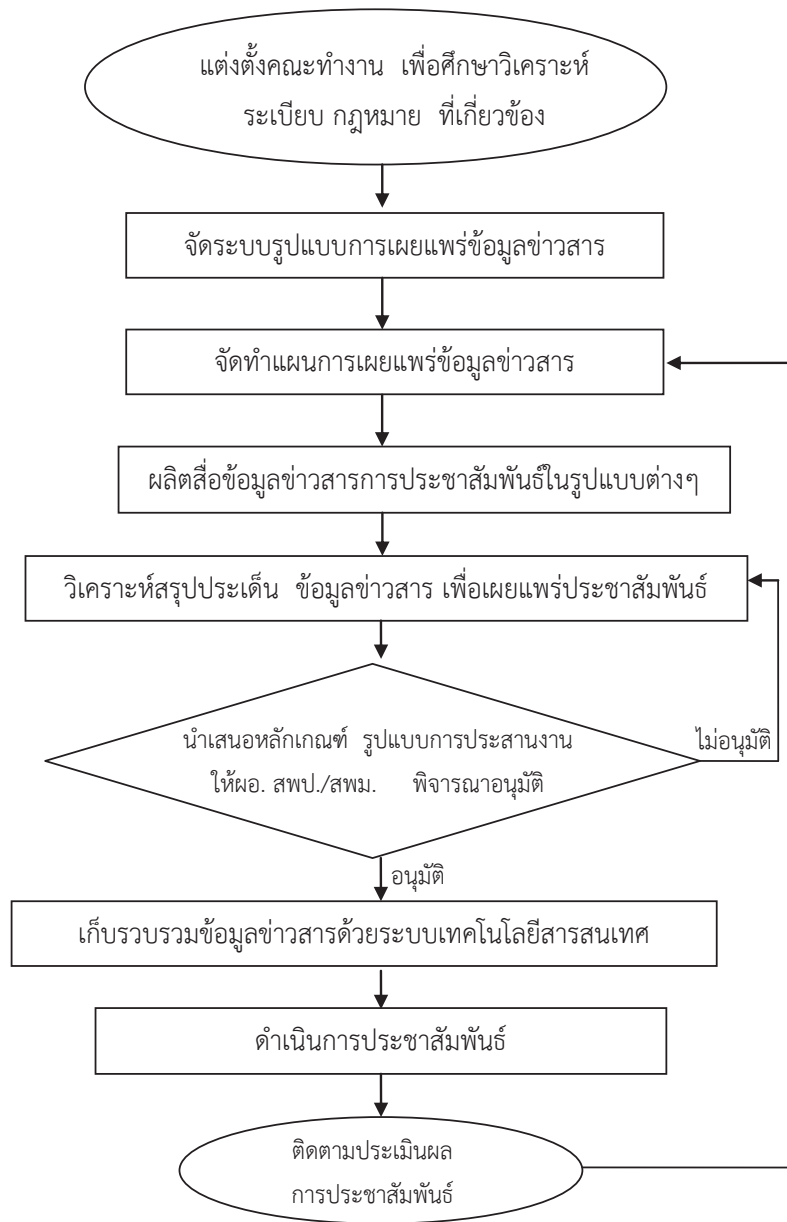 แต่งตั้งคณะทำงาน เพื่อศึกษาวิเคราะห์
ระเบียบ กฎหมาย ที่เกี่ยวข้อง
จัดระบบรูปแบบการเผยแพร่ข้อมูลข่าวสาร
จัดทำแผนการเผยแพร่ข้อมูลข่าวสาร
ผลิตสื่อข้อมูลข่าวสารการประชาสัมพันธ์ในรูปแบบต่างๆ
วิเคราะห์สรุปประเด็น ข้อมูลข่าวสาร เพื่อเผยแพร่ประชาสัมพันธ์
นำเสนอหลักเกณฑ์ รูปแบบการประสานงาน
ให้ผอ. สพป./สพม. พิจารณาอนุมัติ
ไม่อนุมัติ
อนุมัติ
เก็บรวบรวมข้อมูลข่าวสารด้วยระบบเทคโนโลยีสารสนเทศ
ดำเนินการประชาสัมพันธ์
ติดตามประเมินผล
การประชาสัมพันธ์